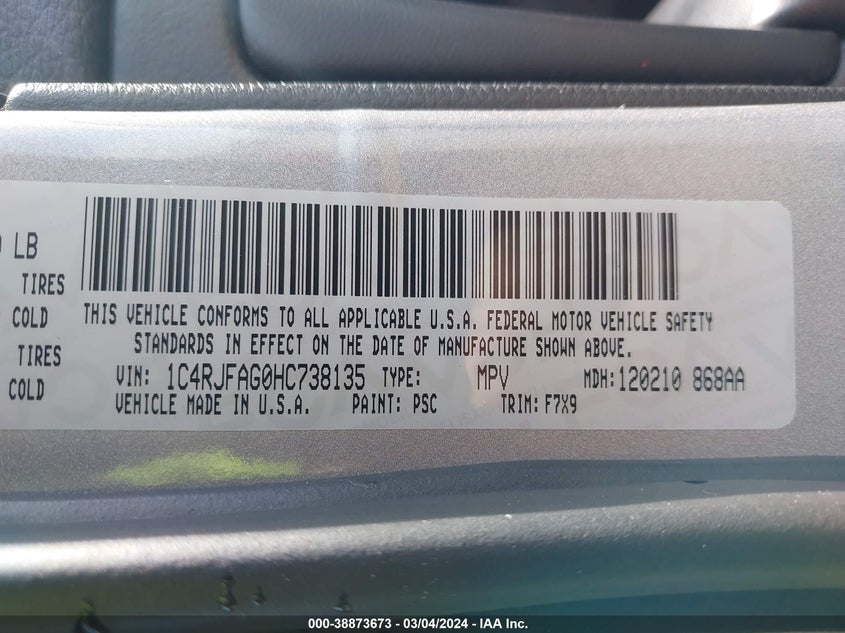 LB
TIRES
COLD
TIRES
COLD
THIS VEHICLE CONFORMS TO ALL APPLICABLE U.S.A. FEDERAL MOTOR VEHICLE SAFETY
STANDARDS IN EFFECT ON THE DATE OF MANUFACTURE SHOWN ABOVE.
VIN: 1C4RJFAG0HC738135 TYPE: MPV MDH:120210 868AA
VEHICLE MADE IN U.S.A. PAINT: PSC TRIM: F7X9
000-38873673 — 03/04/2024 — IAA Inc.